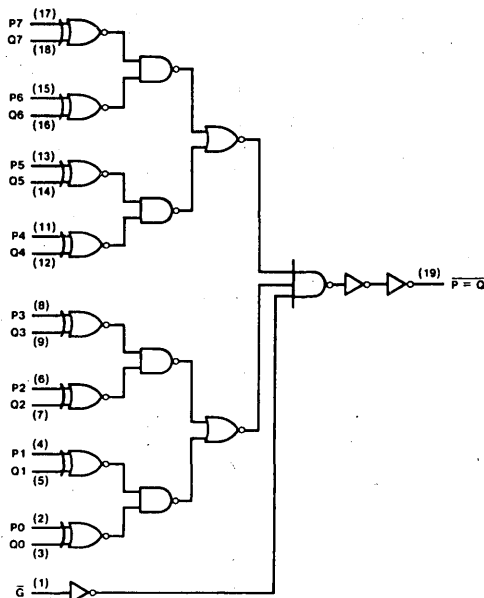 P7 (17)
Q7 (18)
P6 (15)
Q6 (16)
P5 (13)
Q5 (14)
P4 (11)
Q4 (12)
(19) P = Q
P3 (8)
Q3 (9)
P2 (6)
Q2 (7)
P1 (4)
Q1 (5)
P0 (2)
Q0 (3)
G (1)